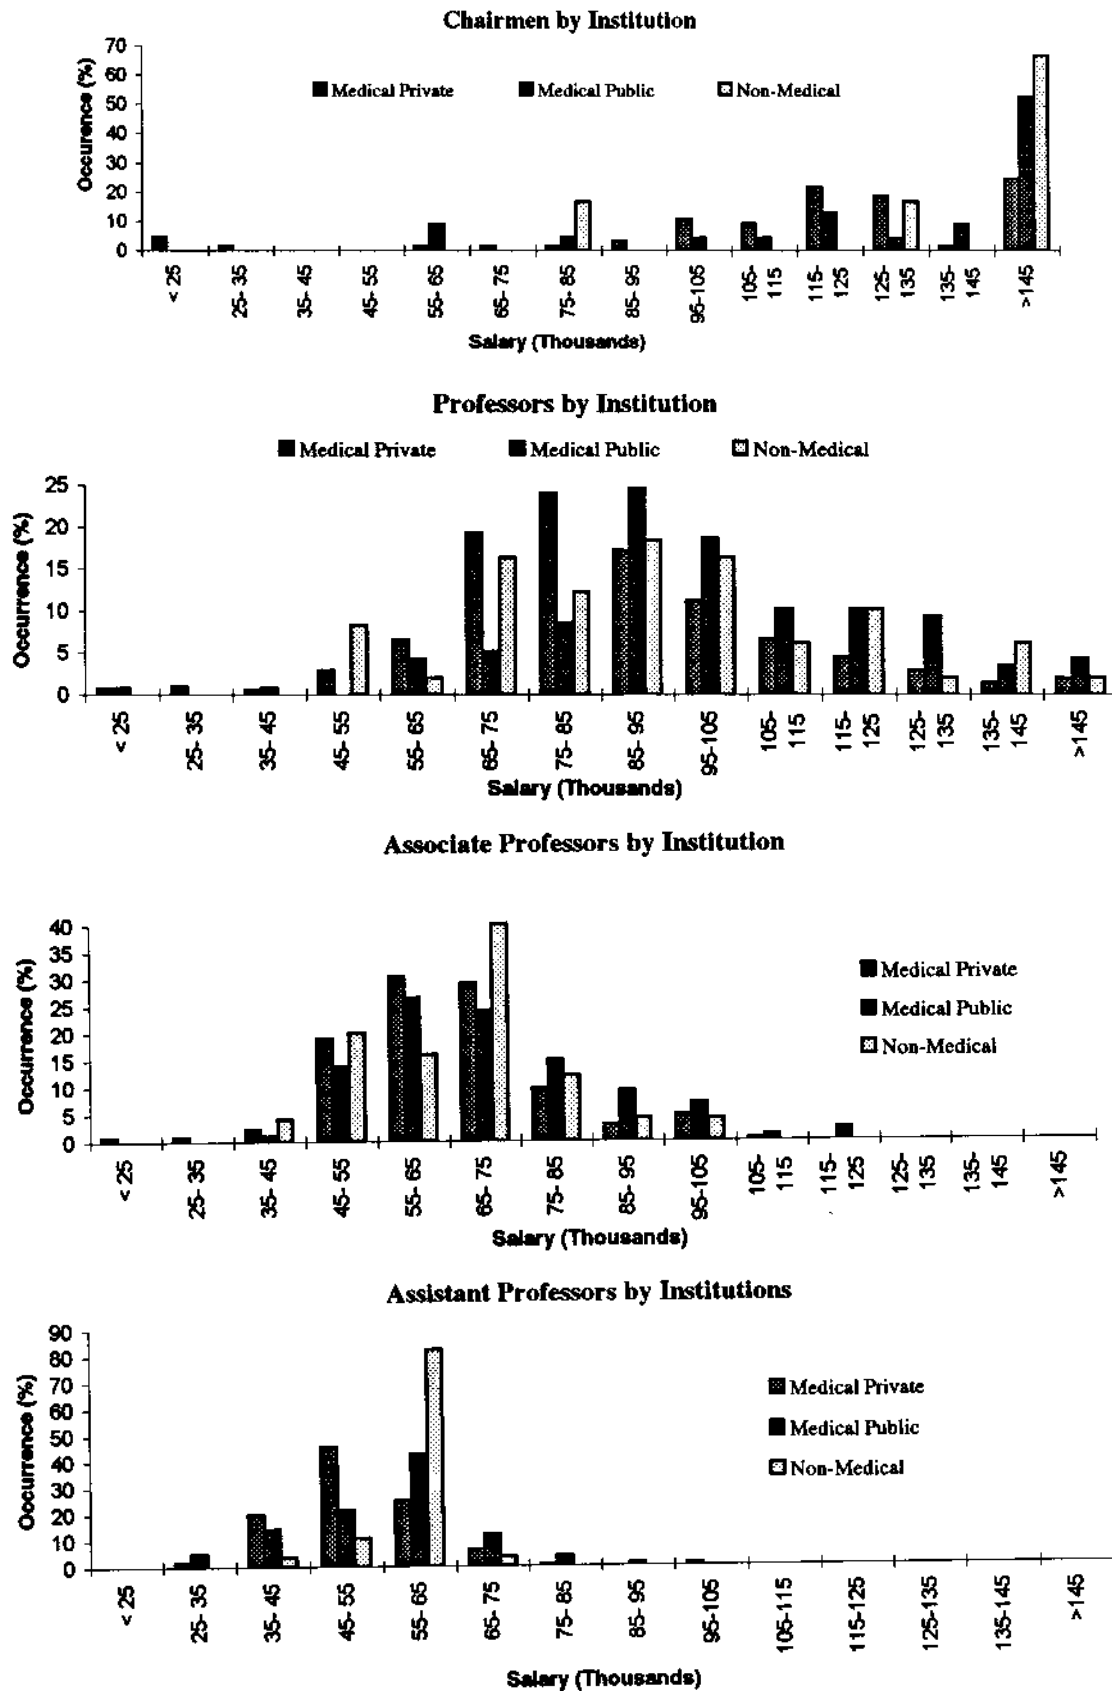 Chairmen by Institution
70
60
50
40
30
20
10
0
Occurence (%)
Medical Private Medical Public Non-Medical
< 25 25- 35 35- 45 45- 55 55- 65 65- 75 75- 85 85- 95 95-105 105-115 115-125 125-135 135-145 >145
Salary (Thousands)
Professors by Institution
Medical Private Medical Public Non-Medical
25
20
15
10
5
0
Occurrence (%)
< 25 25- 35 35- 45 45- 55 55- 65 65- 75 75- 85 85- 95 95-105 105-115 115-125 125-135 135-145 >145
Salary (Thousands)
Associate Professors by Institution
40
35
30
25
20
15
10
5
0
Occurrence (%)
Medical Private
Medical Public
Non-Medical
< 25 25- 35 35- 45 45- 55 55- 65 65- 75 75- 85 85- 95 95-105 105-115 115-125 125-135 135-145 >145
Salary (Thousands)
Assistant Professors by Institutions
90
80
70
60
50
40
30
20
10
0
Occurrence (%)
Medical Private
Medical Public
Non-Medical
< 25 25- 35 35- 45 45- 55 55- 65 65- 75 75- 85 85- 95 95-105 105-115 115-125 125-135 135-145 >145
Salary (Thousands)